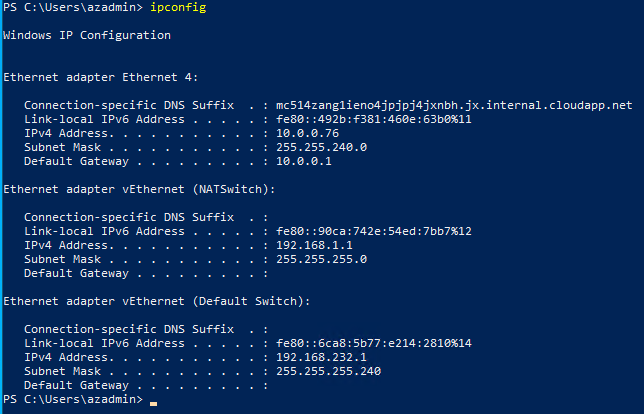 PS C:\Users\azadmin> ipconfig
Windows IP Configuration
Ethernet adapter Ethernet 4:
Connection-specific DNS Suffix  . : mc514zang1ieno4jpjpj4jxnbh.jx.internal.cloudapp.net
Link-local IPv6 Address . . . . . : fe80::492b:f381:460e:63b0%11
IPv4 Address. . . . . . . . . . . : 10.0.0.76
Subnet Mask . . . . . . . . . . . : 255.255.240.0
Default Gateway . . . . . . . . . : 10.0.0.1
Ethernet adapter vEthernet (NATSwitch):
Connection-specific DNS Suffix  . :
Link-local IPv6 Address . . . . . : fe80::90ca:742e:54ed:7bb7%12
IPv4 Address. . . . . . . . . . . : 192.168.1.1
Subnet Mask . . . . . . . . . . . : 255.255.255.0
Default Gateway . . . . . . . . . :
Ethernet adapter vEthernet (Default Switch):
Connection-specific DNS Suffix  . :
Link-local IPv6 Address . . . . . : fe80::6ca8:5b77:e214:2810%14
IPv4 Address. . . . . . . . . . . : 192.168.232.1
Subnet Mask . . . . . . . . . . . : 255.255.255.240
Default Gateway . . . . . . . . . :
PS C:\Users\azadmin>